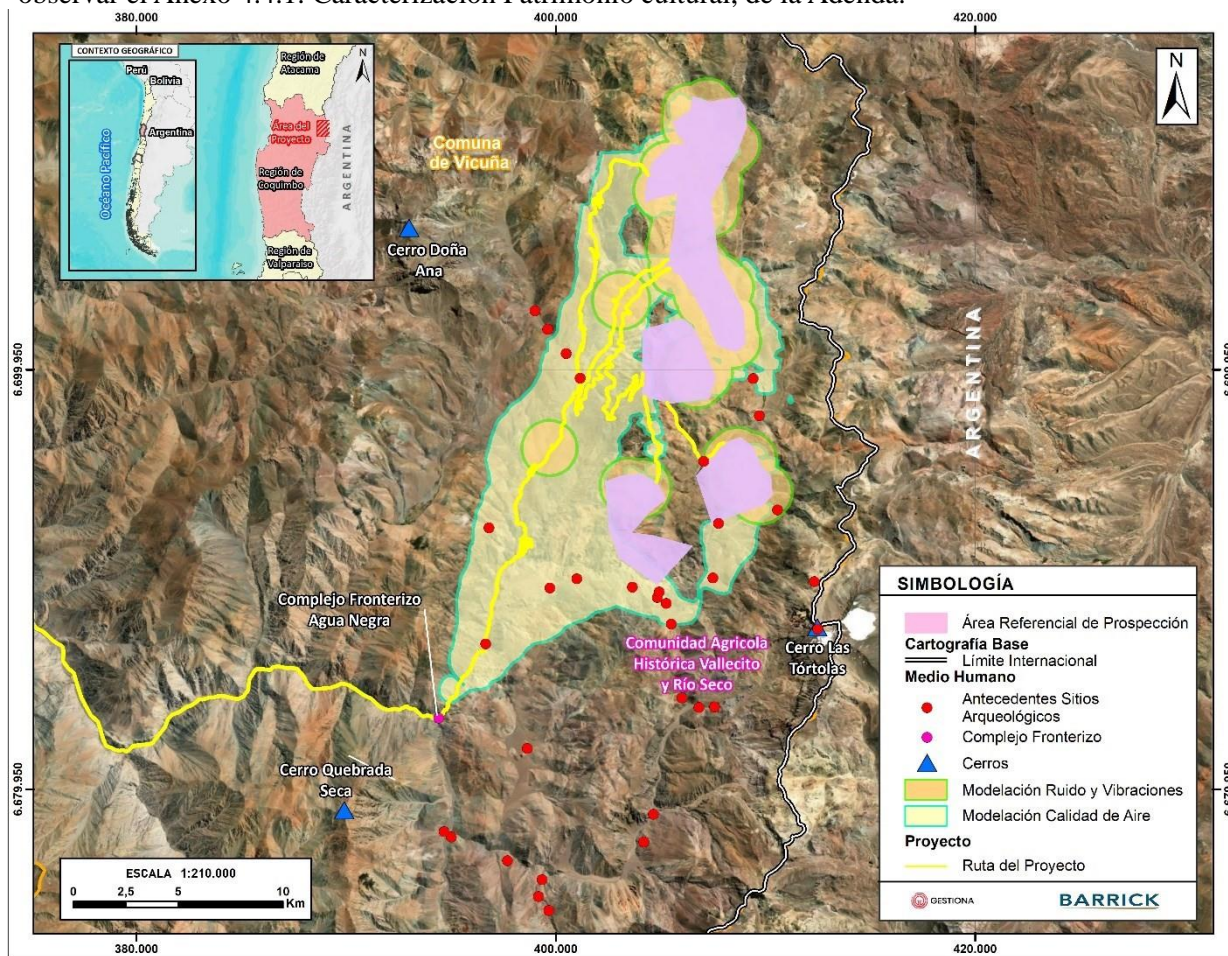 observar el Anexo 4.4.1. Caracterización Patrimonio cultural, de la Adenda.
380.000
400.000
420.000
CONTEXTO GEOGRÁFICO
Perú
Bolivia
Argentina
Océano Pacífico
Región de
Atacama
Área del
Proyecto
Región de
Coquimbo
ARGENTINA
Región de
Valparaíso
N
N
Comuna
de Vicuña
Cerro Doña
Ana
6.699.950
6.699.950
ARGENTINA
Complejo Fronterizo
Agua Negra
Comunidad Agricola
Histórica Vallecito
y Río Seco
Cerro Las
Tórtolas
Cerro Quebrada
Seca
6.679.950
6.679.950
ESCALA 1:210.000
0 2,5 5 10
Km
SIMBOLOGÍA
Área Referencial de Prospección
Cartografía Base
Límite Internacional
Medio Humano
Antecedentes Sitios
Arqueológicos
Complejo Fronterizo
Cerros
Modelación Ruido y Vibraciones
Modelación Calidad de Aire
Proyecto
Ruta del Proyecto
GESTIONA
BARRICK
380.000
400.000
420.000